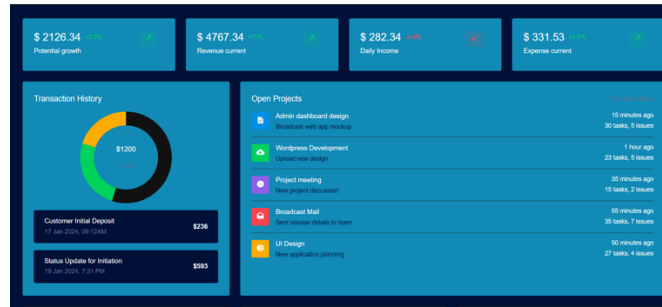 $ 2126.34 +3.5%
Potential growth
$ 4767.34 +11%
Revenue current
$ 282.34 -2.4%
Daily Income
$ 331.53 +3.5%
Expense current
Transaction History
$1200
Customer Initial Deposit
17 Jan 2024, 09:12AM
$236
Status Update for Initiation
19 Jan 2024, 7:31 PM
$593
Open Projects
Admin dashboard design
Broadcast web app mockup
15 minutes ago
30 tasks, 5 issues
Wordpress Development
Upload new design
1 hour ago
23 tasks, 5 issues
Project meeting
New project discussion
35 minutes ago
15 tasks, 2 issues
Broadcast Mail
Sent release details to team
55 minutes ago
35 tasks, 7 issues
UI Design
New application planning
50 minutes ago
27 tasks, 4 issues